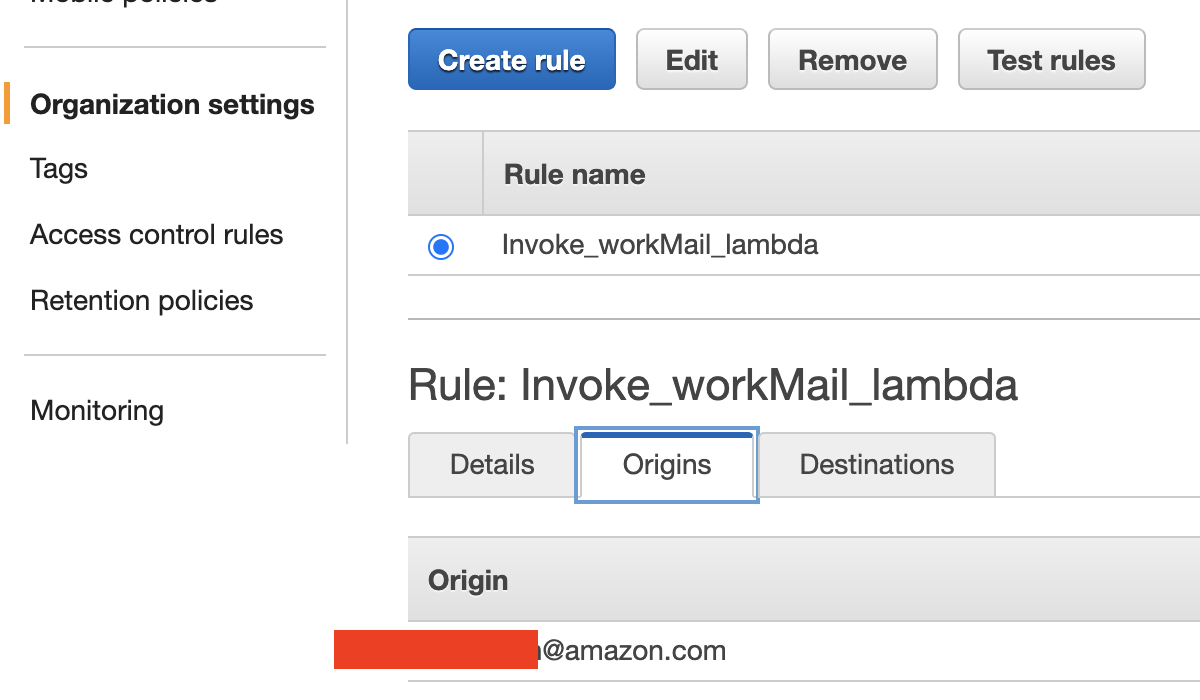 Mobile policies
Organization settings
Tags
Access control rules
Retention policies
Monitoring
Create rule Edit Remove Test rules
Rule name
Invoke_workMail_lambda
Rule: Invoke_workMail_lambda
Details Origins Destinations
Origin
@amazon.com